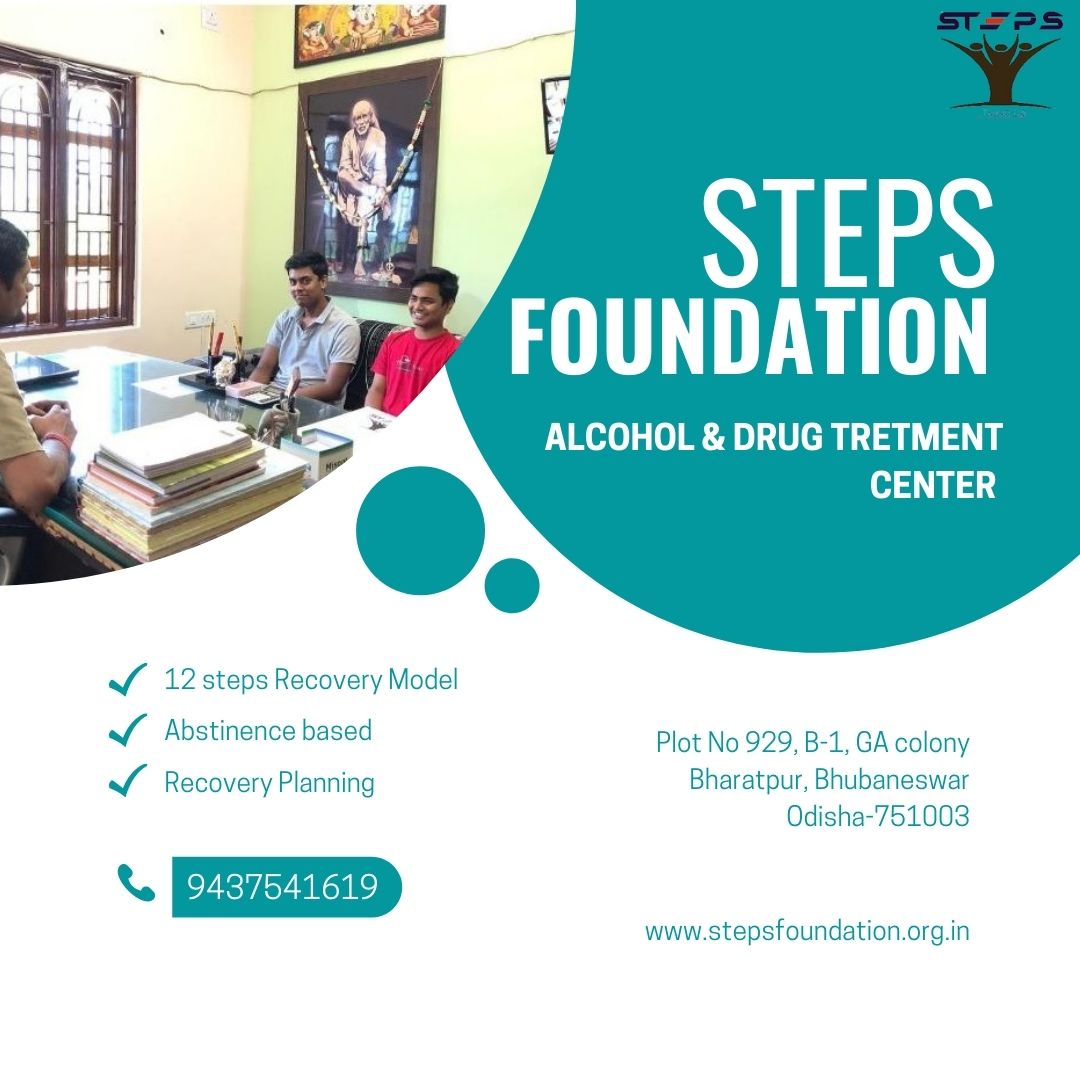 STEPS
STEPS
FOUNDATION
ALCOHOL & DRUG TRETMENT
CENTER
12 steps Recovery Model
Abstinence based
Recovery Planning
9437541619
Plot No 929, B-1, GA colony
Bharatpur, Bhubaneswar
Odisha-751003
www.stepsfoundation.org.in